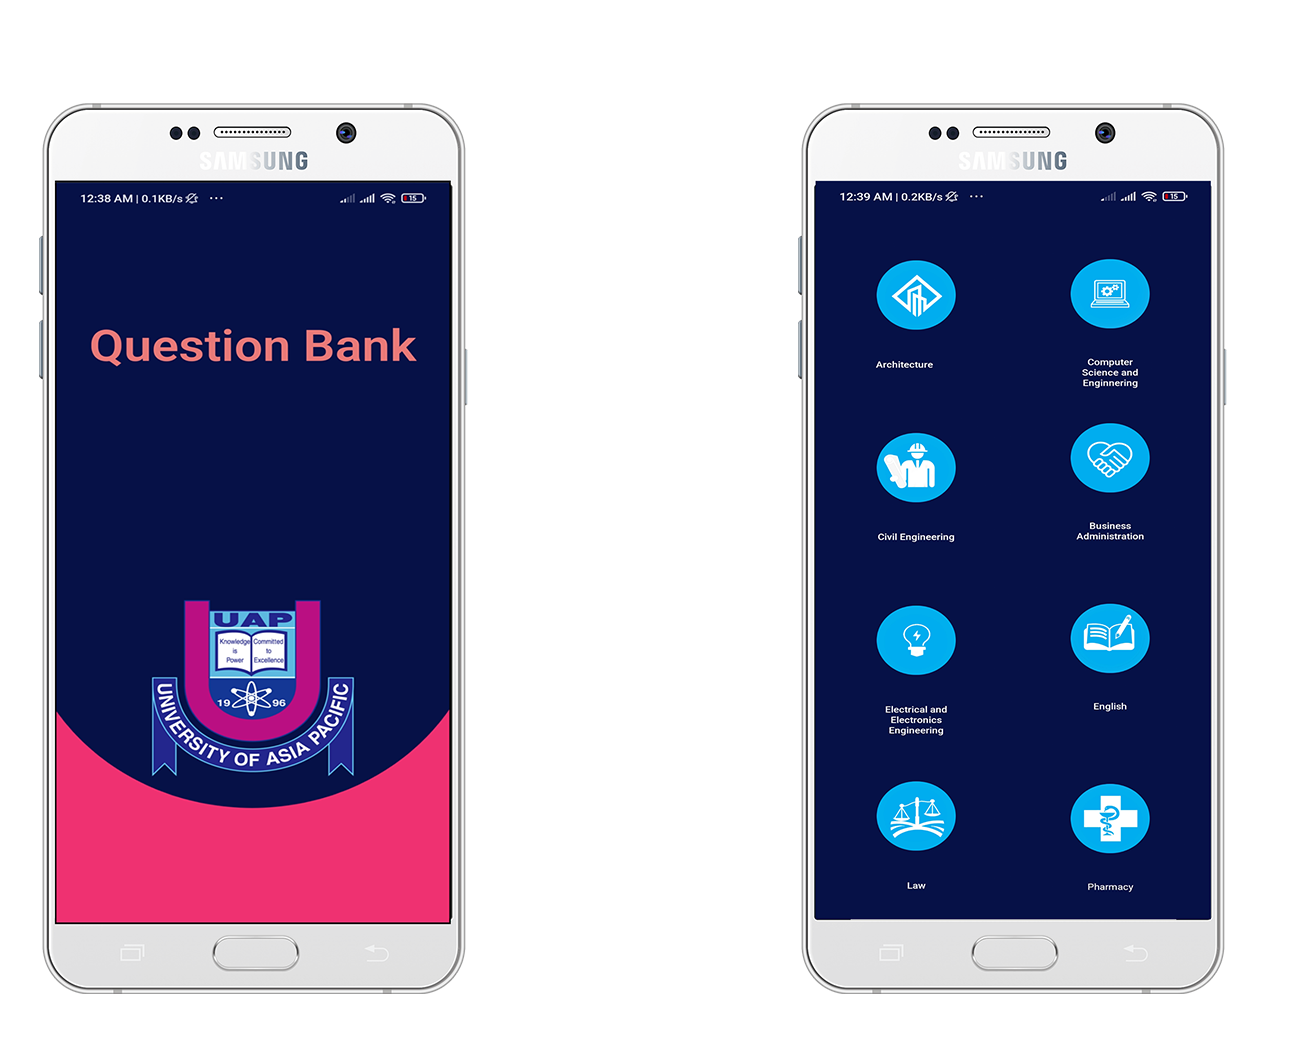 SAMSUNG
12:38 AM | 0.1KB/s ...
15
Question Bank
UAP
Knowledge Committed
is to
Power Excellence
19 96
UNIVERSITY OF ASIA PACIFIC
SAMSUNG
12:39 AM | 0.2KB/s ...
15
Architecture
Computer
Science and
Enginnering
Civil Engineering
Business
Administration
Electrical and
Electronics
Engineering
English
Law
Pharmacy